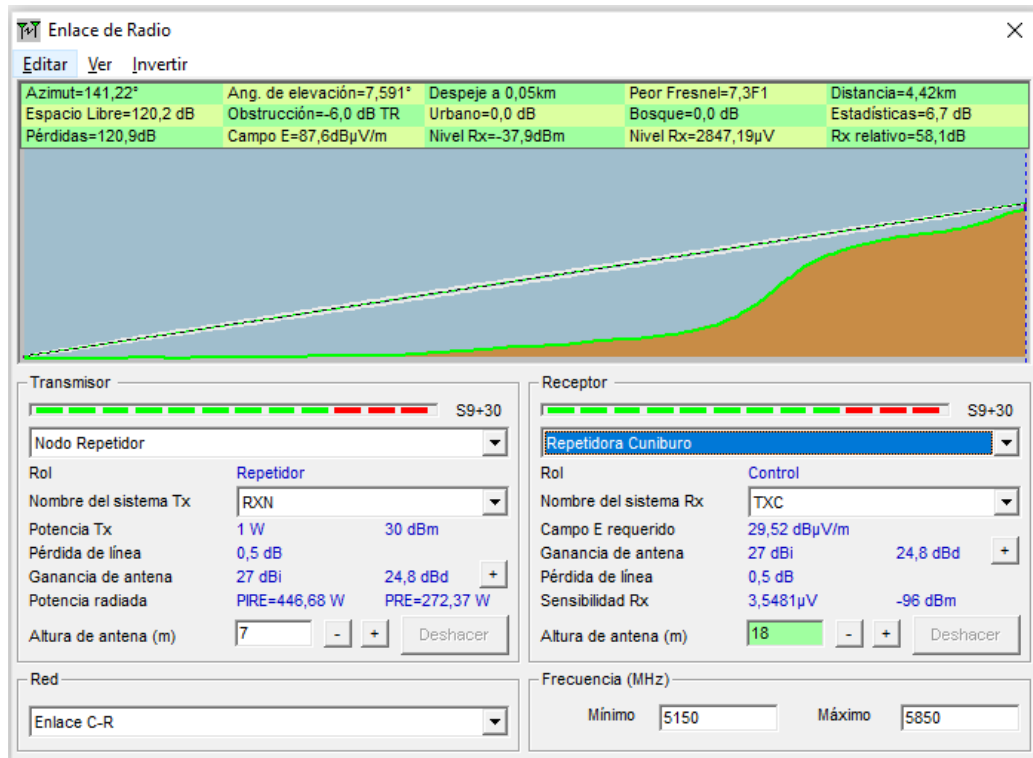 Enlace de Radio
Editar Ver Invertir
Azimut=141,22° Ang. de elevación=7,591° Despeje a 0,05km Peor Fresnel=7,3F1 Distancia=4,42km
Espacio Libre=120,2 dB Obstrucción=-6,0 dB TR Urbano=0,0 dB Bosque=0,0 dB Estadísticas=6,7 dB
Pérdidas=120,9dB Campo E=87,6dBµV/m Nivel Rx=-37,9dBm Nivel Rx=2847,19µV Rx relativo=58,1dB
Transmisor
S9+30
Nodo Repetidor
Rol Repetidor
Nombre del sistema Tx RXN
Potencia Tx 1 W 30 dBm
Pérdida de línea 0,5 dB
Ganancia de antena 27 dBi 24,8 dBd +
Potencia radiada PIRE=446,68 W PRE=272,37 W
Altura de antena (m) 7 - + Deshacer
Red
Enlace C-R
Receptor
S9+30
Repetidora Cuniburo
Rol Control
Nombre del sistema Rx TXC
Campo E requerido 29,52 dBµV/m
Ganancia de antena 27 dBi 24,8 dBd +
Pérdida de línea 0,5 dB
Sensibilidad Rx 3,5481µV -96 dBm
Altura de antena (m) 18 - + Deshacer
Frecuencia (MHz)
Mínimo 5150 Máximo 5850